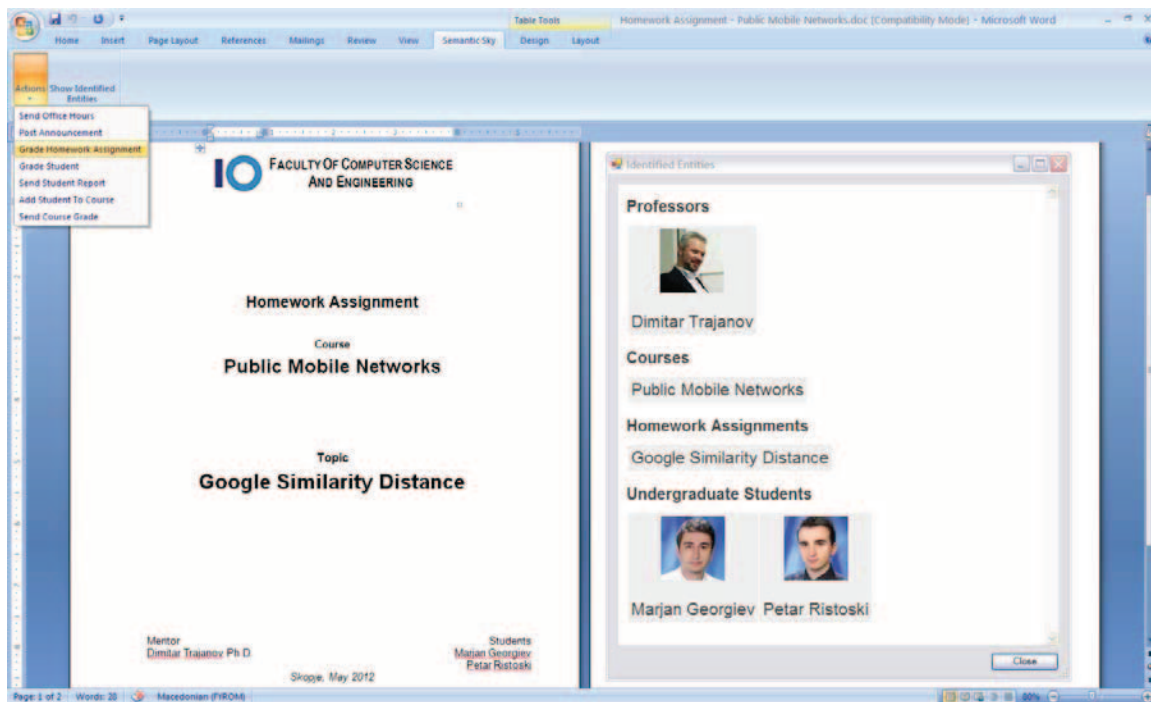 Table Tools
Homework Assignment - Public Mobile Networks.doc [Compatibility Mode] - Microsoft Word
Home Insert Page Layout References Mailings Review View Semantic Sky Design Layout
Actions
Show Identified
Entities
Send Office Hours
Post Announcement
Grade Homework Assignment
Grade Student
Send Student Report
Add Student To Course
Send Course Grade
FACULTY OF COMPUTER SCIENCE
AND ENGINEERING
Homework Assignment
Course
Public Mobile Networks
Topic
Google Similarity Distance
Mentor
Dimitar Trajanov Ph D.
Students
Marjan Georgiev
Petar Ristoski
Skopje, May 2012
Identified Entities
Professors
Dimitar Trajanov
Courses
Public Mobile Networks
Homework Assignments
Google Similarity Distance
Undergraduate Students
Marjan Georgiev Petar Ristoski
Close
Page: 1 of 2 Words: 28 Macedonian (FYROM) 80%